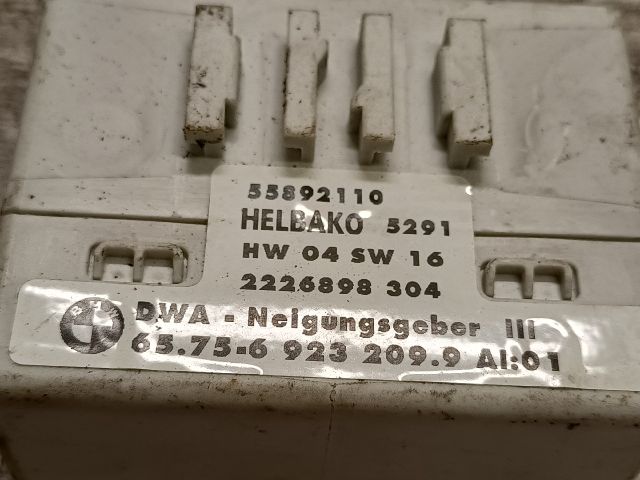 55892110
HELBAKO 5291
HW 04 SW 16
2226898 304
DWA - Neigungsgeber III
65.75-6 923 209.9 AI:01